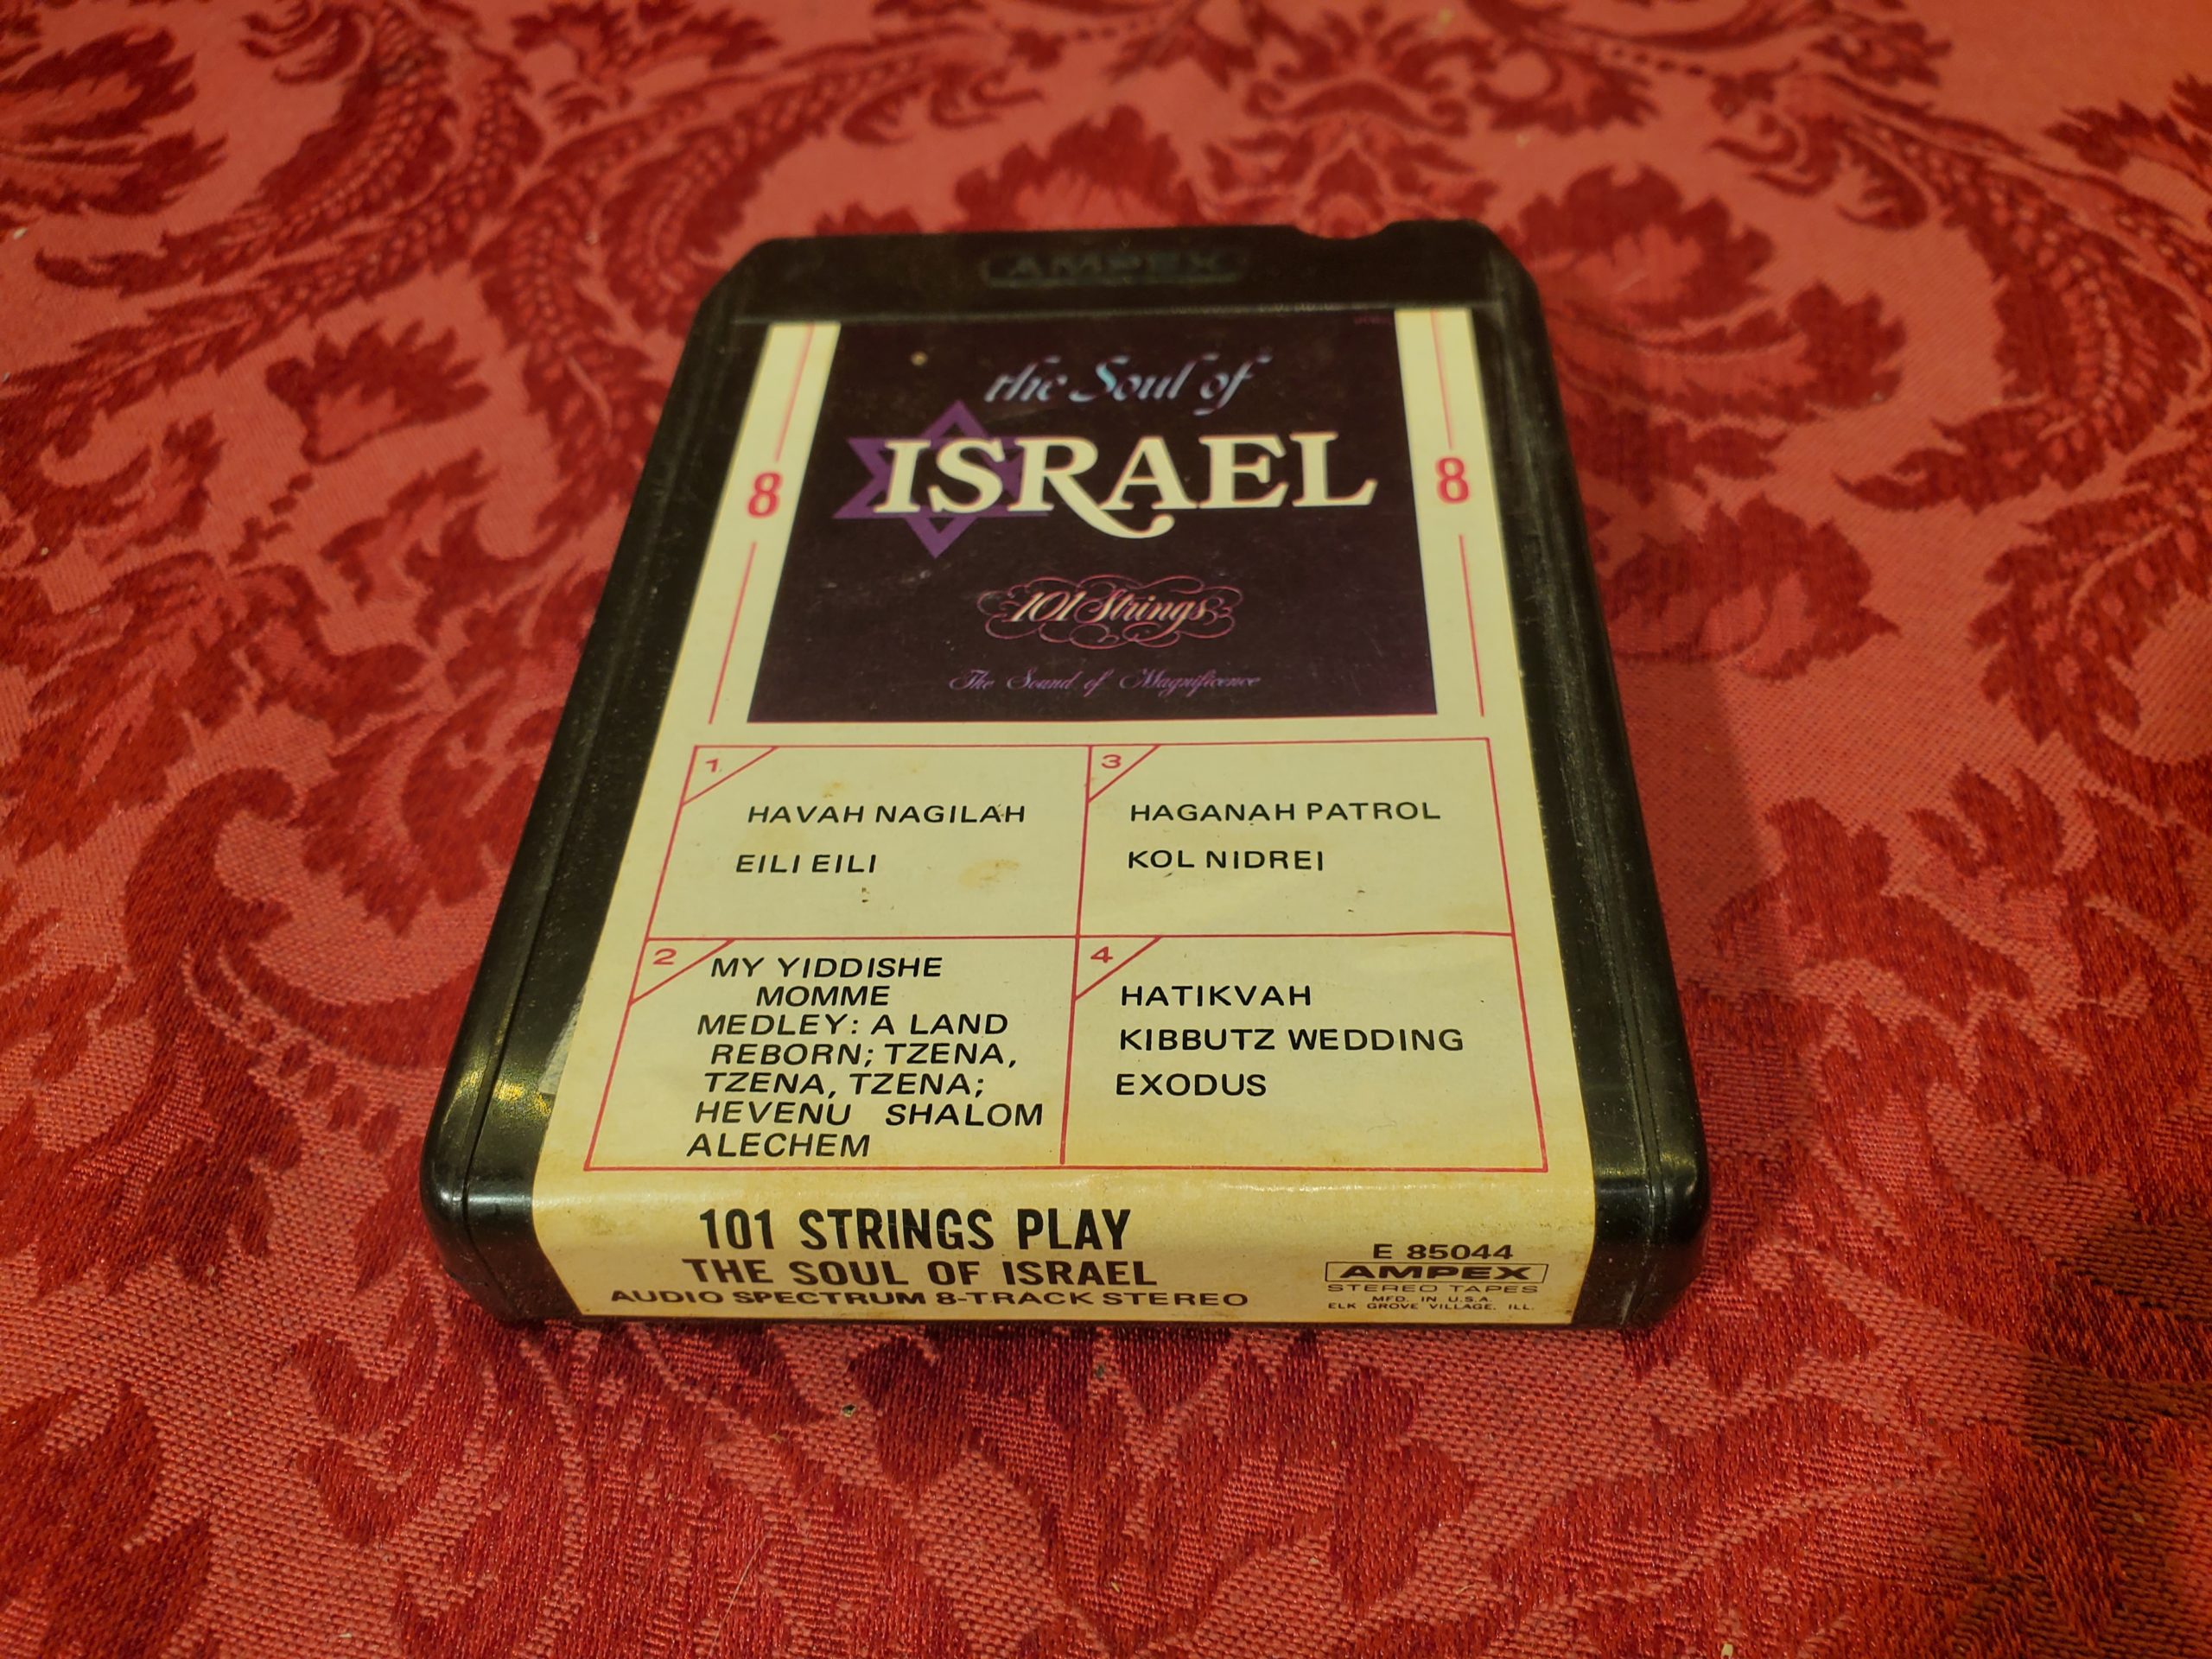 AMPEX
the Soul of
ISRAEL
8
8
101 Strings
The Sound of Magnificence
1
HAVAH NAGILAH
EILI EILI
2
MY YIDDISHE
MOMME
MEDLEY: A LAND
REBORN; TZENA,
TZENA, TZENA;
HEVENU SHALOM
ALECHEM
3
HAGANAH PATROL
KOL NIDREI
4
HATIKVAH
KIBBUTZ WEDDING
EXODUS
101 STRINGS PLAY
THE SOUL OF ISRAEL
AUDIO SPECTRUM 8-TRACK STEREO
E 85044
AMPEX
STEREO TAPES
MFD. IN U.S.A.
ELK GROVE VILLAGE, ILL.